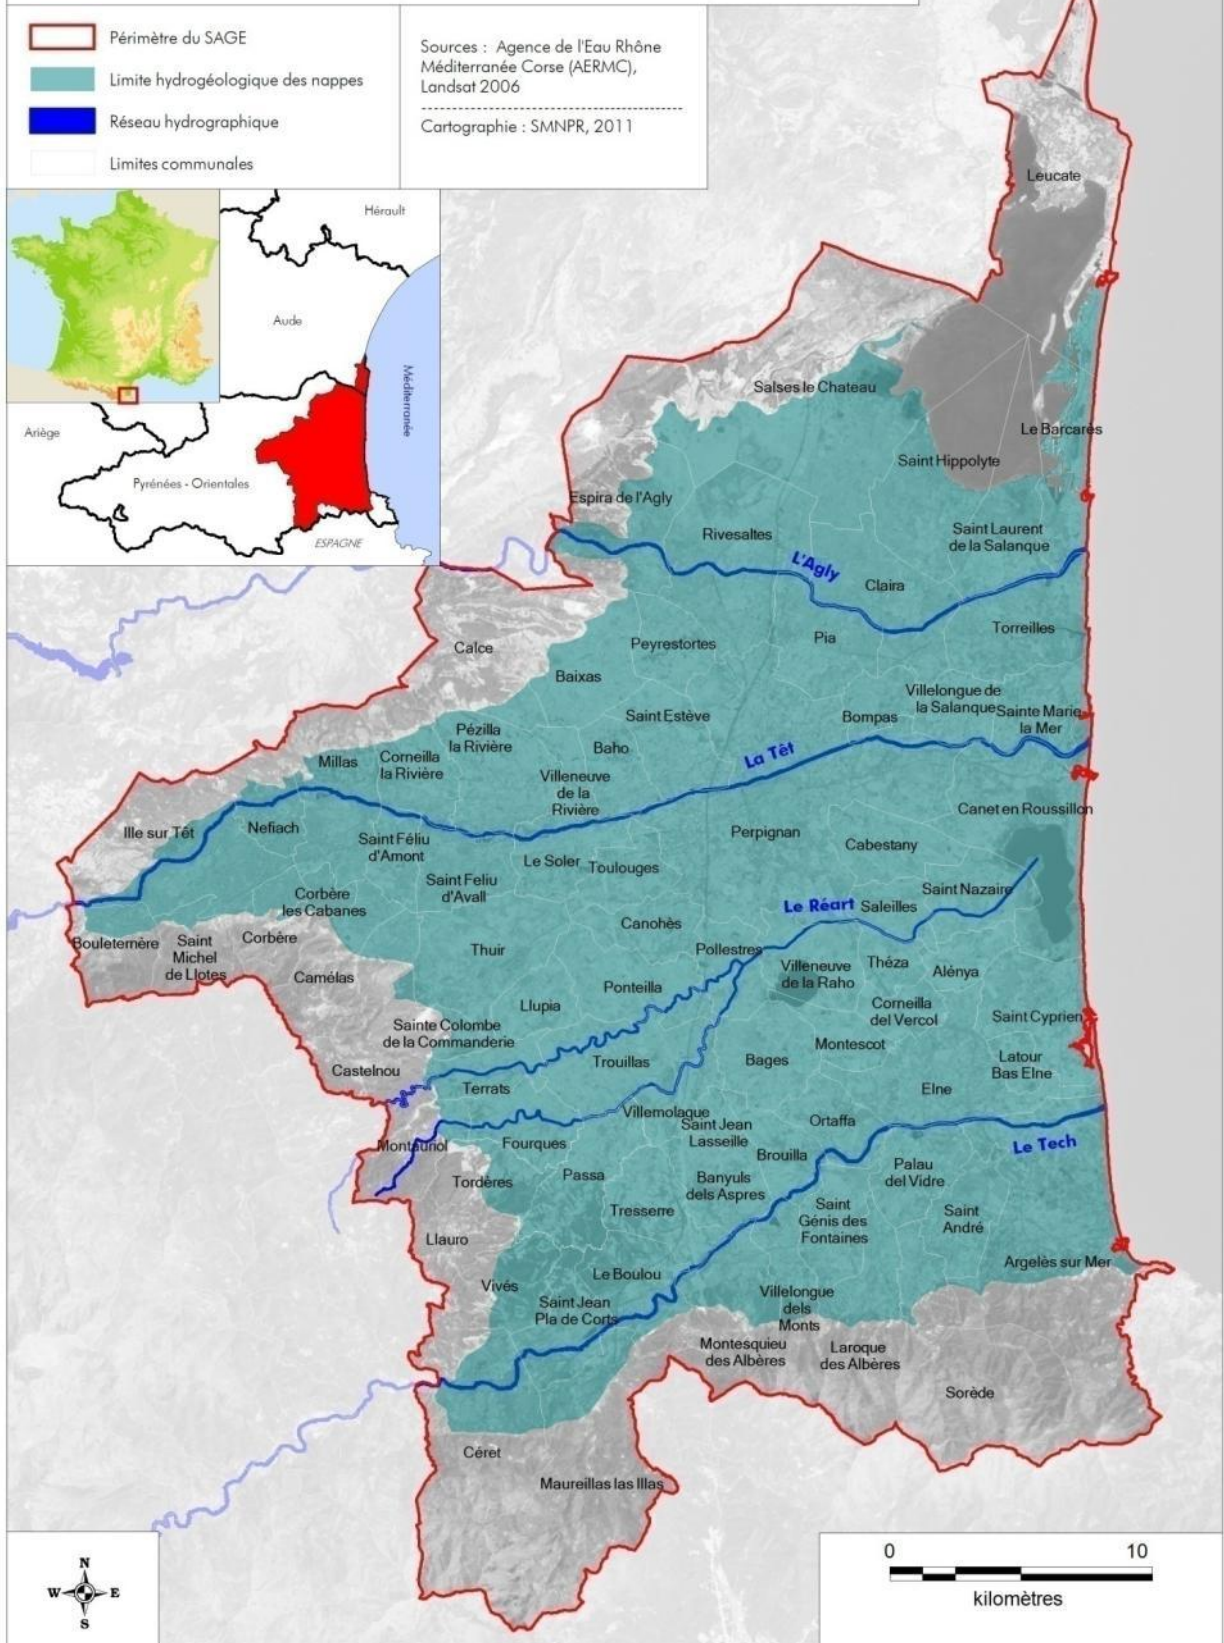 Périmètre du SAGE
Limite hydrogéologique des nappes
Réseau hydrographique
Limites communales
Sources : Agence de l'Eau Rhône
Méditerranée Corse (AERMC),
Landsat 2006
Cartographie : SMNPR, 2011
Hérault
Aude
Méditerranée
Ariège
Pyrénées - Orientales
ESPAGNE
Leucate
Salses le Chateau
Le Barcarès
Saint Hippolyte
Espira de l'Agly
Rivesaltes
Saint Laurent
de la Salanque
L'Agly
Claira
Torreilles
Pia
Peyrestortes
Calce
Baixas
Villelongue de
la Salanque
Sainte Marie
la Mer
Bompas
Saint Estève
Pézilla
la Rivière
Baho
Corneilla
la Rivière
Millas
La Têt
Villeneuve
de la
Rivière
Canet en Roussillon
Ille sur Têt
Nefiach
Saint Féliu
d'Amont
Perpignan
Cabestany
Le Soler
Toulouges
Saint Feliu
d'Avall
Saint Nazaire
Corbère
les Cabanes
Le Réart
Saleilles
Canohès
Bouleternère
Saint
Michel
de Llotes
Corbère
Thuir
Pollestres
Camélas
Villeneuve
de la Raho
Théza
Alénya
Ponteilla
Llupia
Corneilla
del Vercol
Saint Cyprien
Sainte Colombe
de la Commanderie
Montescot
Castelnou
Trouillas
Bages
Latour
Bas Elne
Terrats
Elne
Villemolaque
Saint Jean
Lasseille
Ortaffa
Montauriol
Fourques
Brouilla
Le Tech
Passa
Palau
del Vidre
Tordères
Banyuls
dels Aspres
Tresserre
Saint
Génis des
Fontaines
Saint
André
Llauro
Argelès sur Mer
Le Boulou
Vivés
Saint Jean
Pla de Corts
Villelongue
dels
Monts
Montesquieu
des Albères
Laroque
des Albères
Sorède
Céret
Maureillas las Illas
N
W E
S
0 10
kilomètres